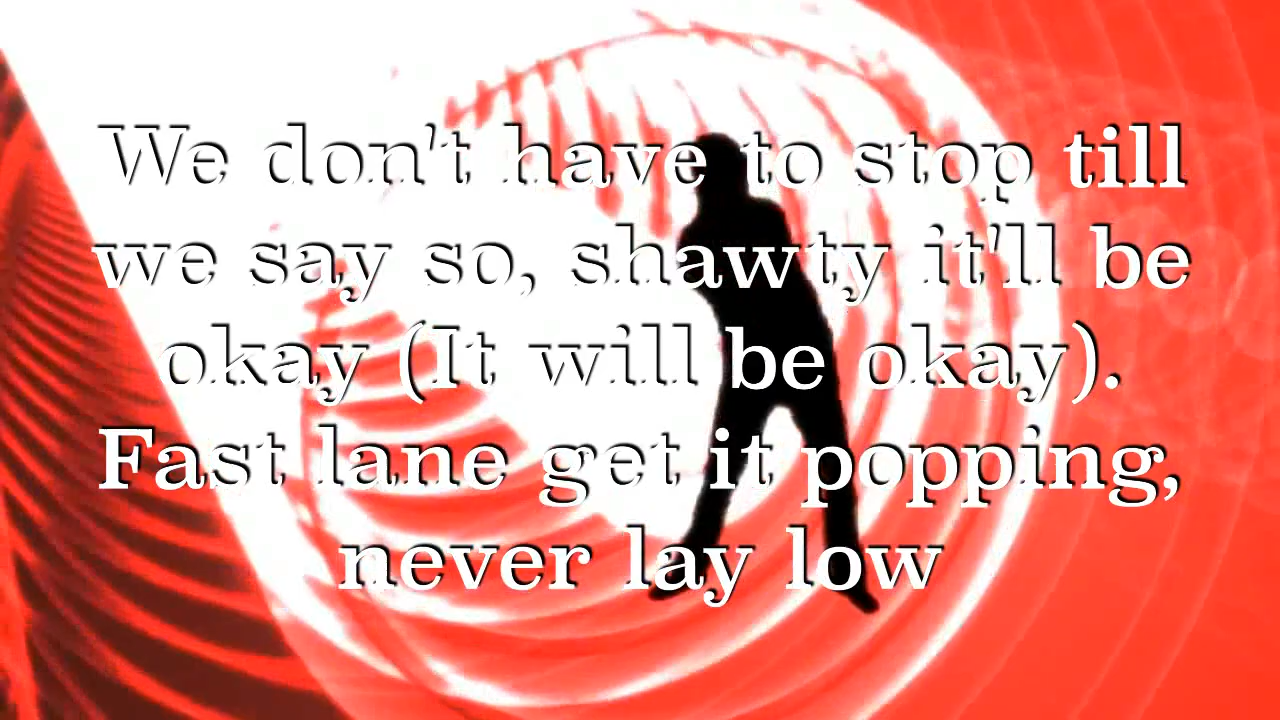 We don't have to stop till
we say so, shawty it'll be
okay (It will be okay).
Fast lane get it popping,
never lay low